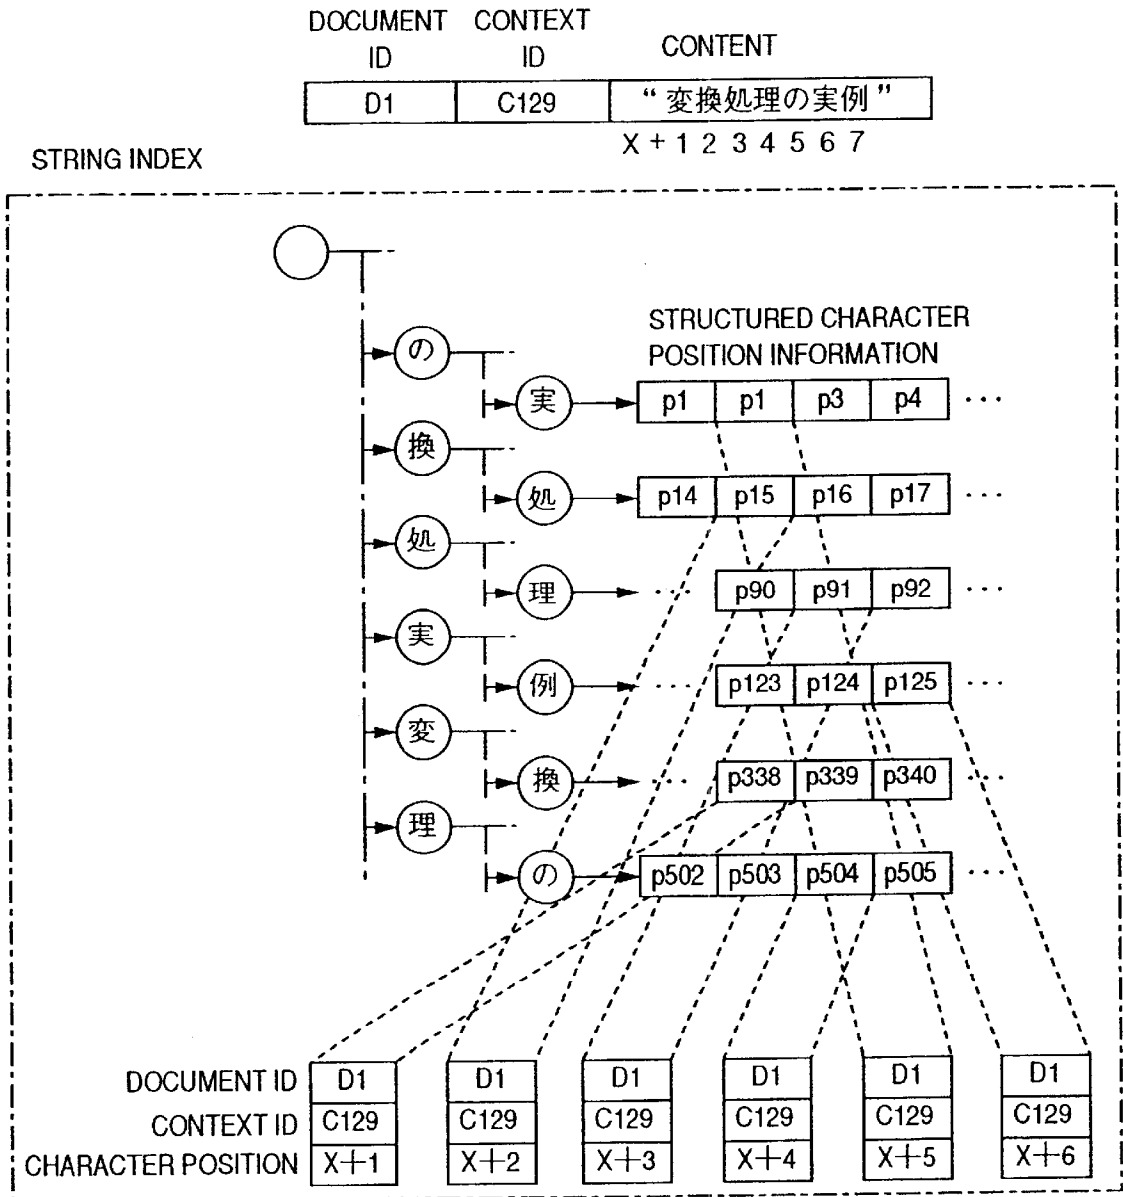 DOCUMENT ID CONTEXT ID CONTENT
D1 C129 “変換処理の実例”
X + 1 2 3 4 5 6 7
STRING INDEX
STRUCTURED CHARACTER
POSITION INFORMATION
の
実 p1 p1 p3 p4 ···
換
処 p14 p15 p16 p17 ···
処
理 ··· p90 p91 p92 ···
実
例 ··· p123 p124 p125 ···
変
換 ··· p338 p339 p340 ···
理
の p502 p503 p504 p505 ···
DOCUMENT ID D1 D1 D1 D1 D1 D1
CONTEXT ID C129 C129 C129 C129 C129 C129
CHARACTER POSITION X+1 X+2 X+3 X+4 X+5 X+6